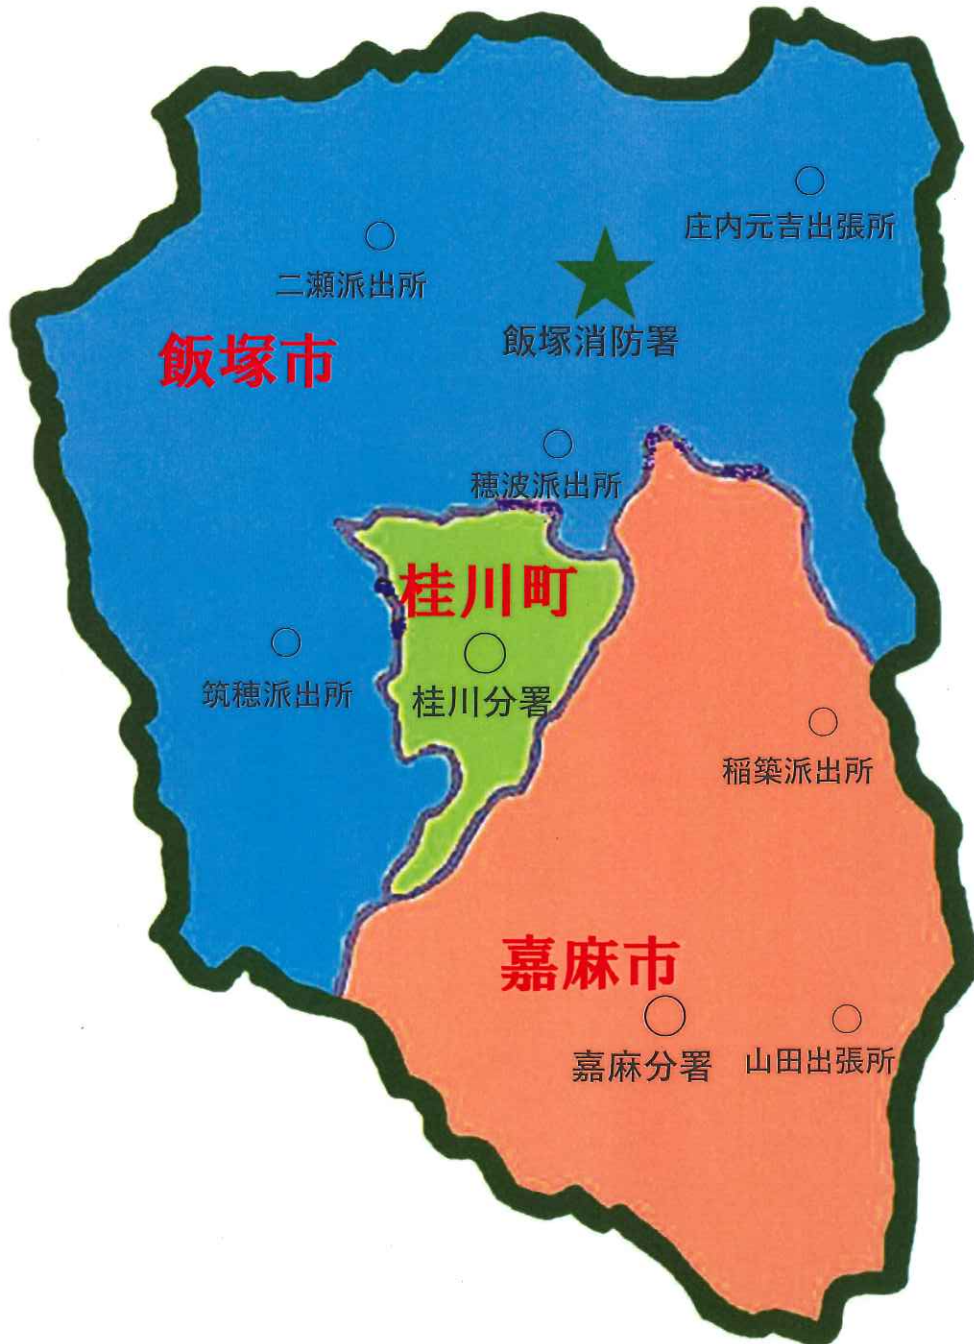 庄内元吉出張所
二瀬派出所
飯塚消防署
飯塚市
穂波派出所
桂川町
筑穂派出所
桂川分署
稲築派出所
嘉麻市
嘉麻分署
山田出張所